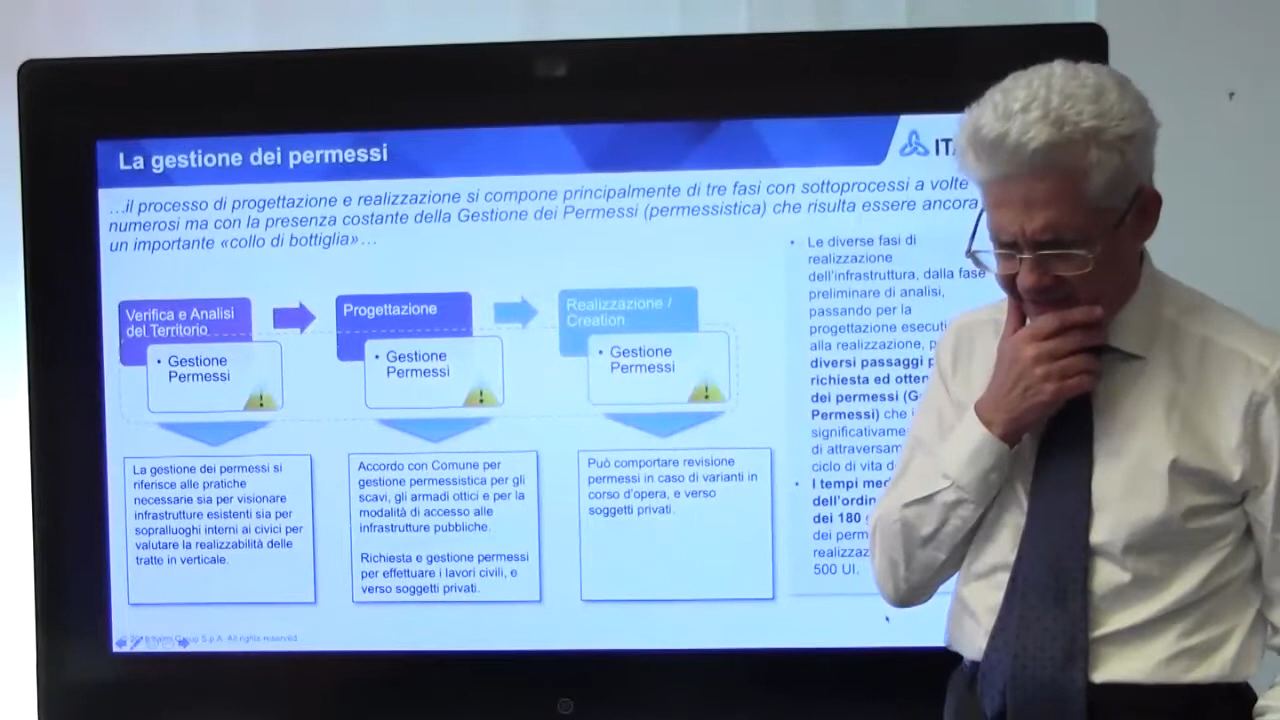 La gestione dei permessi
…il processo di progettazione e realizzazione si compone principalmente di tre fasi con sottoprocessi a volte
numerosi ma con la presenza costante della Gestione dei Permessi (permessistica) che risulta essere ancora
un importante «collo di bottiglia»…
Verifica e Analisi
del Territorio
• Gestione
Permessi
Progettazione
• Gestione
Permessi
Realizzazione /
Creation
• Gestione
Permessi
La gestione dei permessi si
riferisce alle pratiche
necessarie sia per visionare
infrastrutture esistenti sia per
sopralluoghi interni ai civici per
valutare la realizzabilità delle
tratte in verticale.
Accordo con Comune per
gestione permessistica per gli
scavi, gli armadi ottici e per la
modalità di accesso alle
infrastrutture pubbliche.
Richiesta e gestione permessi
per effettuare i lavori civili, e
verso soggetti privati.
Può comportare revisione
permessi in caso di varianti in
corso d'opera, e verso
soggetti privati.
• Le diverse fasi di
realizzazione
dell'infrastruttura, dalla fase
preliminare di analisi,
passando per la
progettazione esecuti
alla realizzazione, p
diversi passaggi p
richiesta ed otten
dei permessi (G
Permessi) che i
significativame
di attraversam
ciclo di vita d
• I tempi med
dell'ordin
dei 180 g
dei perm
realizzaz
500 UI.
S.p.A. All rights reserved